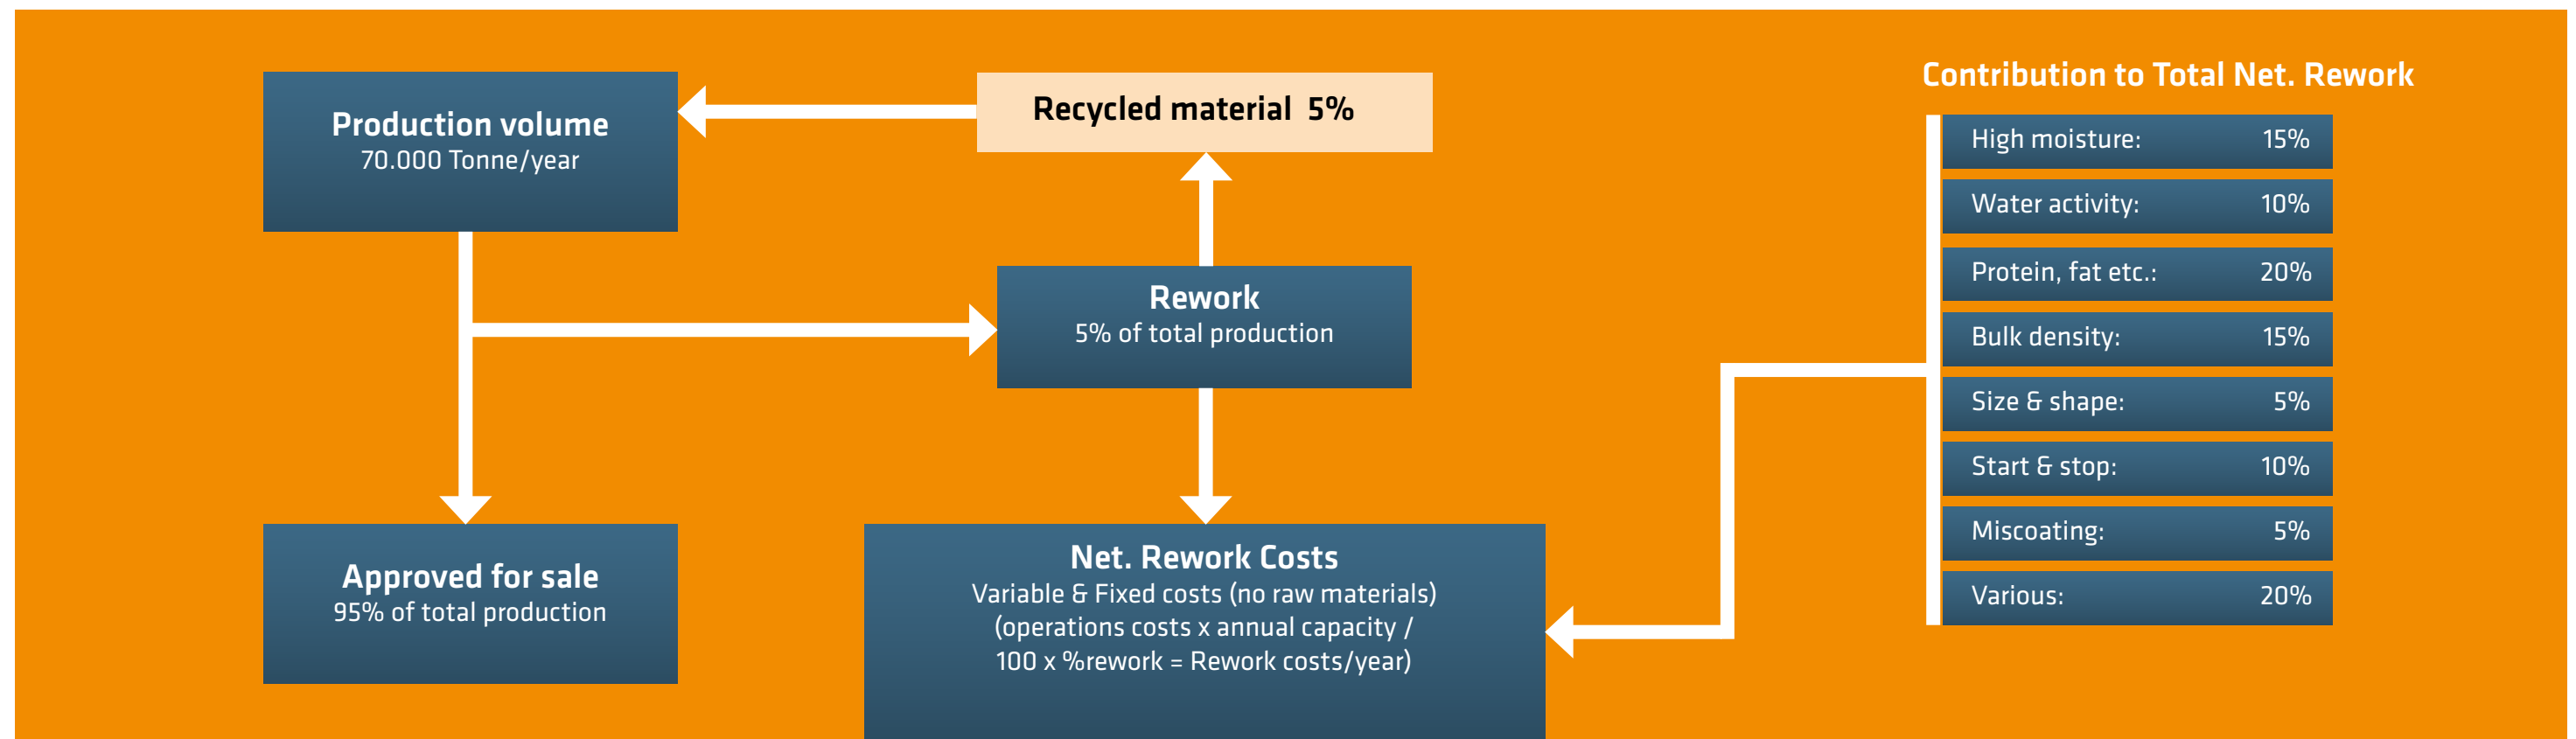 Production volume
70.000 Tonne/year
Recycled material 5%
Rework
5% of total production
Approved for sale
95% of total production
Net. Rework Costs
Variable & Fixed costs (no raw materials)
(operations costs x annual capacity /
100 x %rework = Rework costs/year)
Contribution to Total Net. Rework
High moisture: 15%
Water activity: 10%
Protein, fat etc.: 20%
Bulk density: 15%
Size & shape: 5%
Start & stop: 10%
Miscoating: 5%
Various: 20%